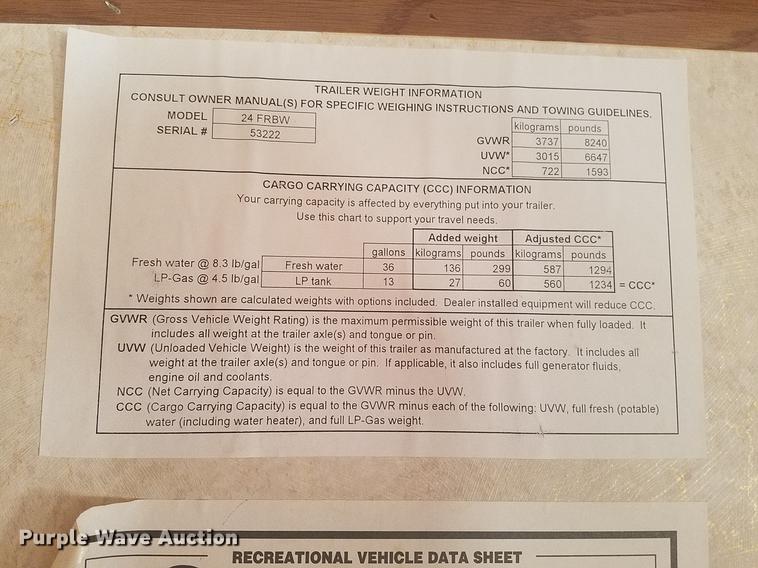 TRAILER WEIGHT INFORMATION
CONSULT OWNER MANUAL(S) FOR SPECIFIC WEIGHING INSTRUCTIONS AND TOWING GUIDELINES.
MODEL 24 FRBW
SERIAL # 53222
kilograms pounds
GVWR 3737 8240
UVW* 3015 6647
NCC* 722 1593
CARGO CARRYING CAPACITY (CCC) INFORMATION
Your carrying capacity is affected by everything put into your trailer.
Use this chart to support your travel needs.
Added weight Adjusted CCC*
gallons kilograms pounds kilograms pounds
Fresh water @ 8.3 lb/gal Fresh water 36 136 299 587 1294
LP-Gas @ 4.5 lb/gal LP tank 13 27 60 560 1234 = CCC*
* Weights shown are calculated weights with options included. Dealer installed equipment will reduce CCC.
GVWR (Gross Vehicle Weight Rating) is the maximum permissible weight of this trailer when fully loaded. It
includes all weight at the trailer axle(s) and tongue or pin.
UVW (Unloaded Vehicle Weight) is the weight of this trailer as manufactured at the factory. It includes all
weight at the trailer axle(s) and tongue or pin. If applicable, it also includes full generator fluids,
engine oil and coolants.
NCC (Net Carrying Capacity) is equal to the GVWR minus the UVW.
CCC (Cargo Carrying Capacity) is equal to the GVWR minus each of the following: UVW, full fresh (potable)
water (including water heater), and full LP-Gas weight.
Purple Wave Auction
RECREATIONAL VEHICLE DATA SHEET